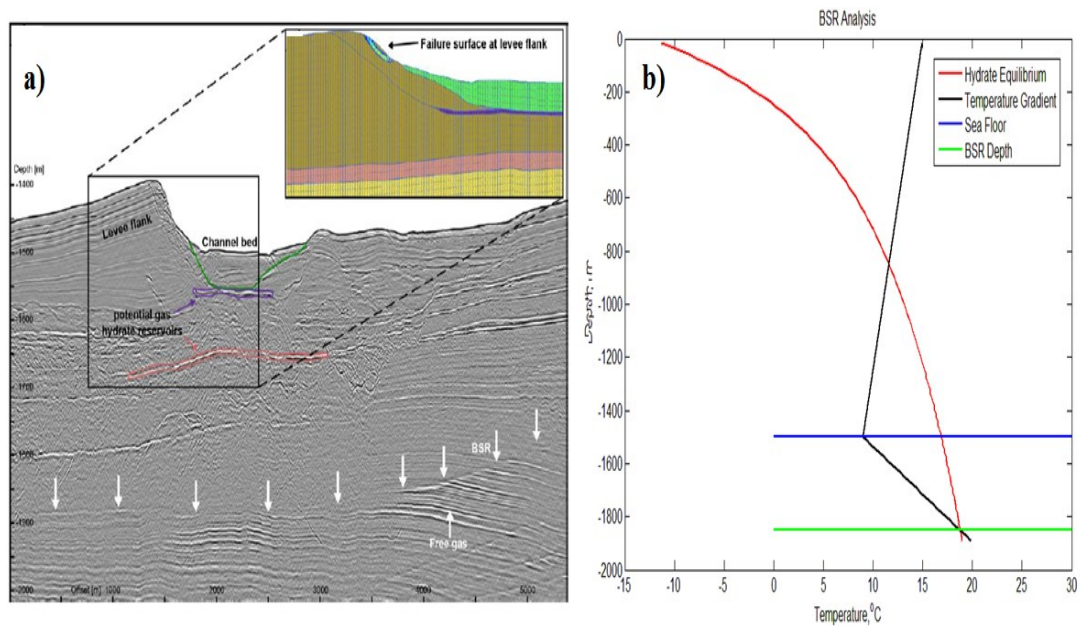 a)
Failure surface at levee flank
Depth [m]
-1400
-1500
-1600
-1700
-1900
Levee flank
Channel bed
potential gas
hydrate reservoirs
BSR
Free gas
Offset [m]
1000
2000
3000
4000
5000
b)
BSR Analysis
Hydrate Equilibrium
Temperature Gradient
Sea Floor
BSR Depth
0
-200
-400
-600
-800
-1000
-1200
-1400
-1600
-1800
-2000
-15
-10
-5
0
5
10
15
20
25
30
Temperature,⁰C